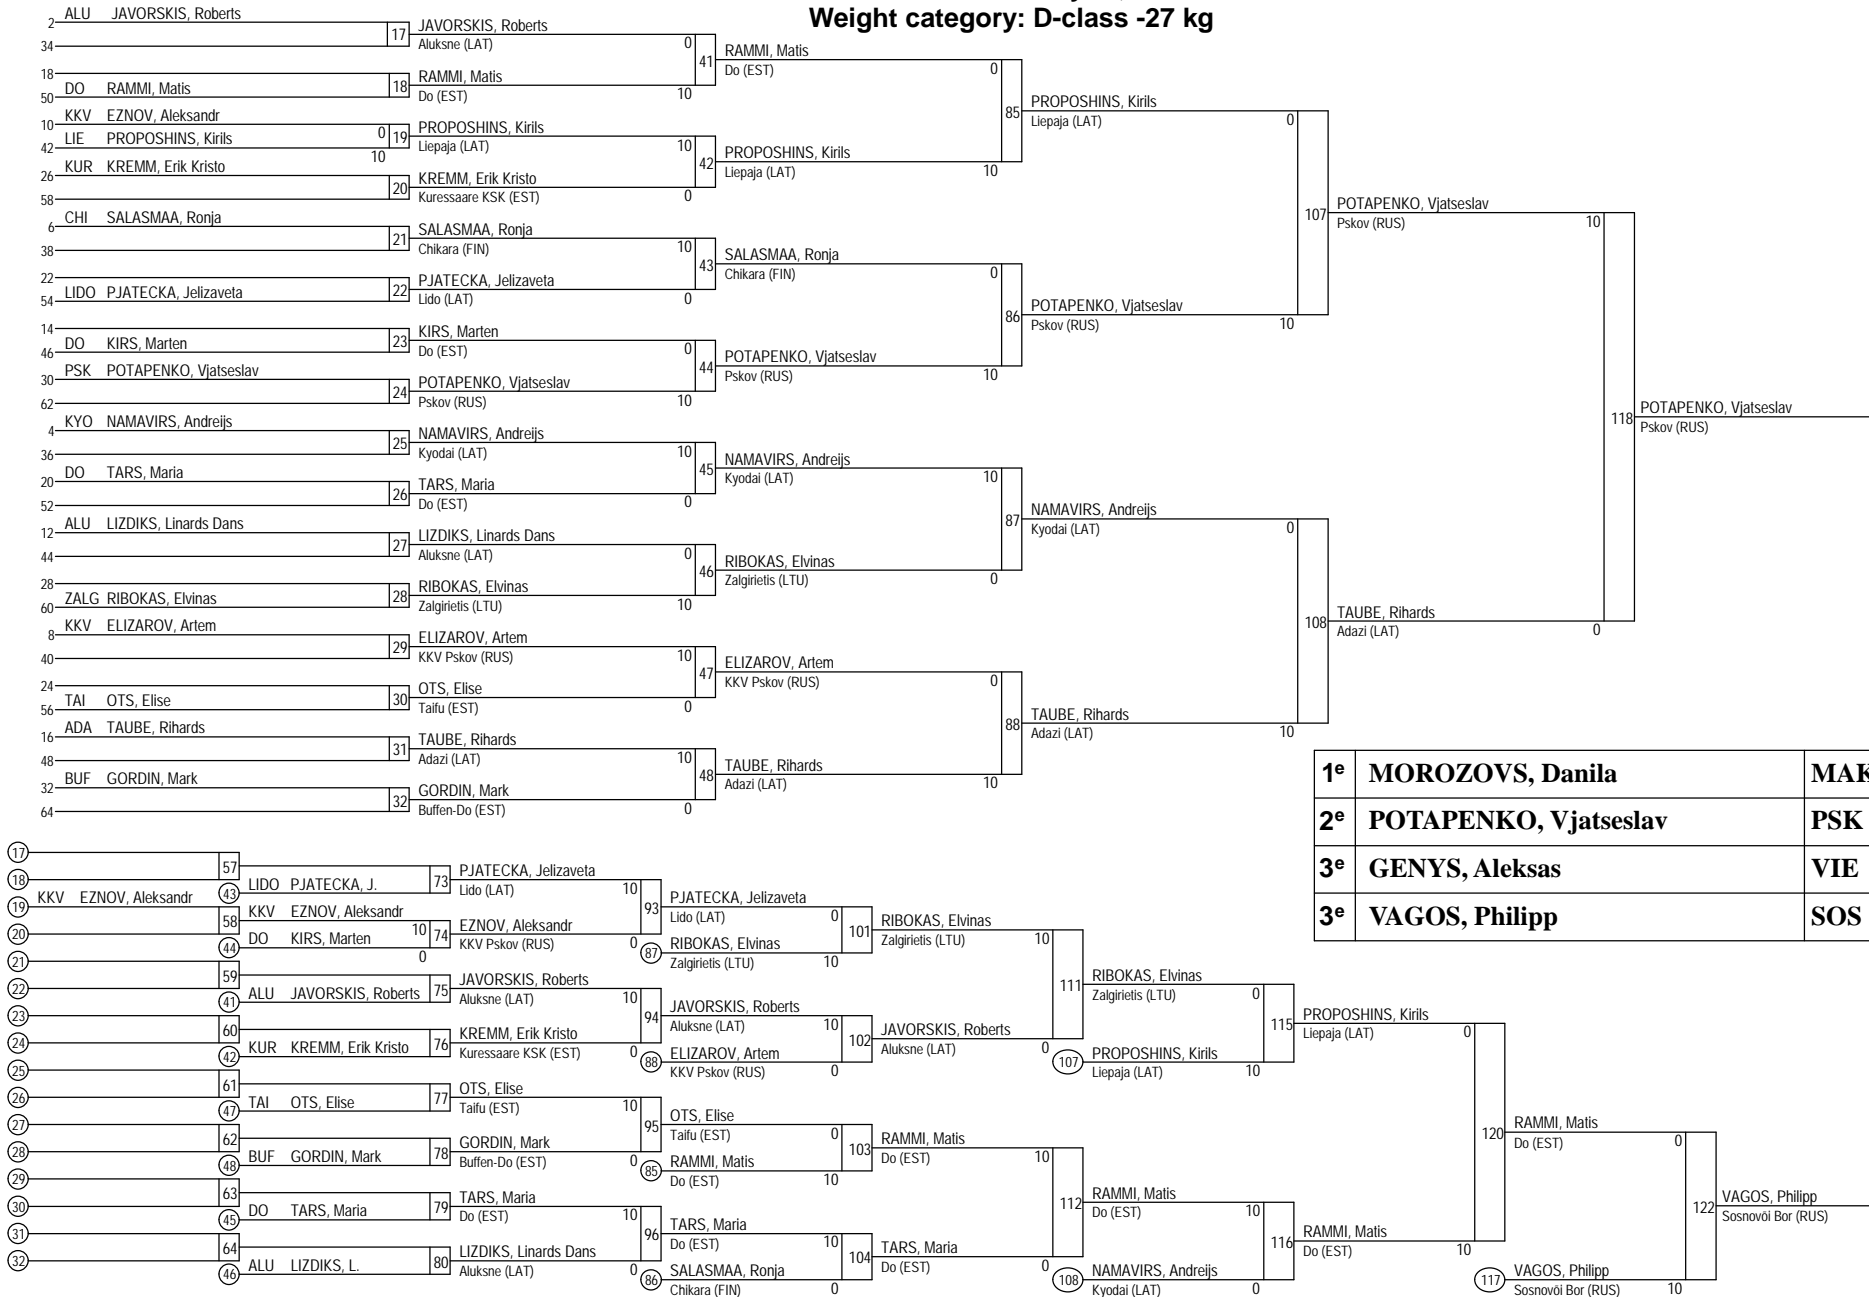 Weight category: D-class -27 kg
2 ALU JAVORSKIS, Roberts
34
17 JAVORSKIS, Roberts
Aluksne (LAT) 0
18
50 DO RAMMI, Matis
18 RAMMI, Matis
Do (EST) 10
41 RAMMI, Matis
Do (EST) 0
10 KKV EZNOV, Aleksandr 0
42 LIE PROPOSHINS, Kirils 10
19 PROPOSHINS, Kirils
Liepaja (LAT) 10
26 KUR KREMM, Erik Kristo
58
20 KREMM, Erik Kristo
Kuressaare KSK (EST) 0
42 PROPOSHINS, Kirils
Liepaja (LAT) 10
85 PROPOSHINS, Kirils
Liepaja (LAT) 0
6 CHI SALASMAA, Ronja
38
21 SALASMAA, Ronja
Chikara (FIN) 10
22
54 LIDO PJATECKA, Jelizaveta
22 PJATECKA, Jelizaveta
Lido (LAT) 0
43 SALASMAA, Ronja
Chikara (FIN) 0
14
46 DO KIRS, Marten
23 KIRS, Marten
Do (EST) 0
30 PSK POTAPENKO, Vjatseslav
62
24 POTAPENKO, Vjatseslav
Pskov (RUS) 10
44 POTAPENKO, Vjatseslav
Pskov (RUS) 10
86 POTAPENKO, Vjatseslav
Pskov (RUS) 10
107 POTAPENKO, Vjatseslav
Pskov (RUS) 10
4 KYO NAMAVIRS, Andreijs
36
25 NAMAVIRS, Andreijs
Kyodai (LAT) 10
20 DO TARS, Maria
52
26 TARS, Maria
Do (EST) 0
45 NAMAVIRS, Andreijs
Kyodai (LAT) 10
12 ALU LIZDIKS, Linards Dans
44
27 LIZDIKS, Linards Dans
Aluksne (LAT) 0
28
60 ZALG RIBOKAS, Elvinas
28 RIBOKAS, Elvinas
Zalgirietis (LTU) 10
46 RIBOKAS, Elvinas
Zalgirietis (LTU) 0
87 NAMAVIRS, Andreijs
Kyodai (LAT) 0
8 KKV ELIZAROV, Artem
40
29 ELIZAROV, Artem
KKV Pskov (RUS) 10
24
56 TAI OTS, Elise
30 OTS, Elise
Taifu (EST) 0
47 ELIZAROV, Artem
KKV Pskov (RUS) 0
16 ADA TAUBE, Rihards
48
31 TAUBE, Rihards
Adazi (LAT) 10
32 BUF GORDIN, Mark
64
32 GORDIN, Mark
Buffen-Do (EST) 0
48 TAUBE, Rihards
Adazi (LAT) 10
88 TAUBE, Rihards
Adazi (LAT) 10
108 TAUBE, Rihards
Adazi (LAT) 0
118 POTAPENKO, Vjatseslav
Pskov (RUS)
1e MOROZOVS, Danila MAK
2e POTAPENKO, Vjatseslav PSK
3e GENYS, Aleksas VIE
3e VAGOS, Philipp SOS
17
18
57
43 LIDO PJATECKA, J.
73 PJATECKA, Jelizaveta
Lido (LAT) 10
19 KKV EZNOV, Aleksandr
20
58 KKV EZNOV, Aleksandr 10
44 DO KIRS, Marten 0
74 EZNOV, Aleksandr
KKV Pskov (RUS) 0
93 PJATECKA, Jelizaveta
Lido (LAT) 0
87 RIBOKAS, Elvinas
Zalgirietis (LTU) 10
101 RIBOKAS, Elvinas
Zalgirietis (LTU) 10
21
22
59
41 ALU JAVORSKIS, Roberts
75 JAVORSKIS, Roberts
Aluksne (LAT) 10
23
24
60
42 KUR KREMM, Erik Kristo
76 KREMM, Erik Kristo
Kuressaare KSK (EST) 0
94 JAVORSKIS, Roberts
Aluksne (LAT) 10
88 ELIZAROV, Artem
KKV Pskov (RUS) 0
102 JAVORSKIS, Roberts
Aluksne (LAT) 0
111 RIBOKAS, Elvinas
Zalgirietis (LTU) 0
107 PROPOSHINS, Kirils
Liepaja (LAT) 10
115 PROPOSHINS, Kirils
Liepaja (LAT) 0
25
26
61
47 TAI OTS, Elise
77 OTS, Elise
Taifu (EST) 10
27
28
62
48 BUF GORDIN, Mark
78 GORDIN, Mark
Buffen-Do (EST) 0
95 OTS, Elise
Taifu (EST) 0
85 RAMMI, Matis
Do (EST) 10
103 RAMMI, Matis
Do (EST) 10
29
30
63
45 DO TARS, Maria
79 TARS, Maria
Do (EST) 10
31
32
64
46 ALU LIZDIKS, L.
80 LIZDIKS, Linards Dans
Aluksne (LAT) 0
96 TARS, Maria
Do (EST) 10
86 SALASMAA, Ronja
Chikara (FIN) 0
104 TARS, Maria
Do (EST) 0
112 RAMMI, Matis
Do (EST) 10
108 NAMAVIRS, Andreijs
Kyodai (LAT) 0
116 RAMMI, Matis
Do (EST) 10
120 RAMMI, Matis
Do (EST) 0
117 VAGOS, Philipp
Sosnovõi Bor (RUS) 10
122 VAGOS, Philipp
Sosnovõi Bor (RUS)